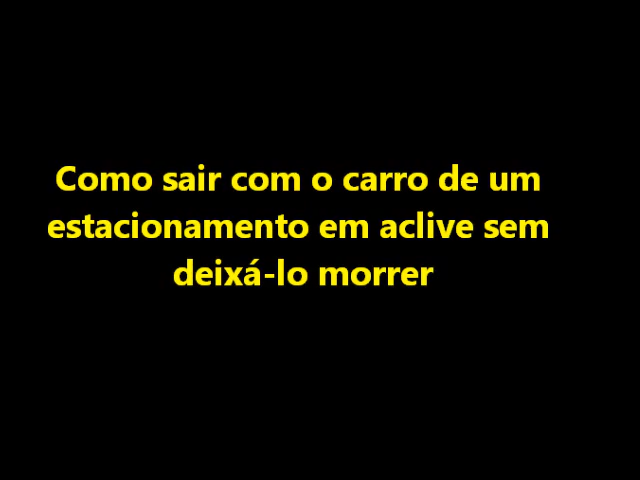 Como sair com o carro de um
estacionamento em aclive sem
deixá-lo morrer